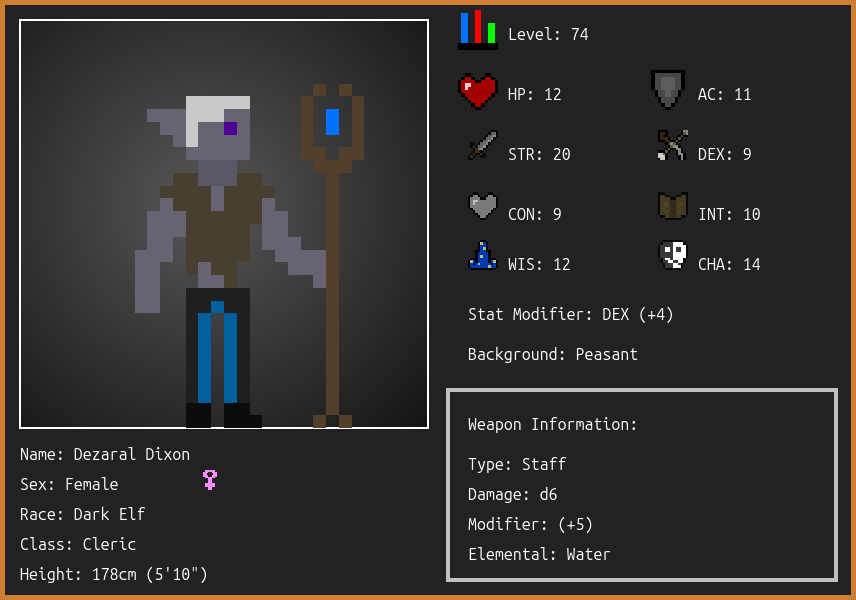 Level: 74
HP: 12
AC: 11
STR: 20
DEX: 9
CON: 9
INT: 10
WIS: 12
CHA: 14
Stat Modifier: DEX (+4)
Background: Peasant
Weapon Information:
Type: Staff
Damage: d6
Modifier: (+5)
Elemental: Water
Name: Dezaral Dixon
Sex: Female
Race: Dark Elf
Class: Cleric
Height: 178cm (5'10")